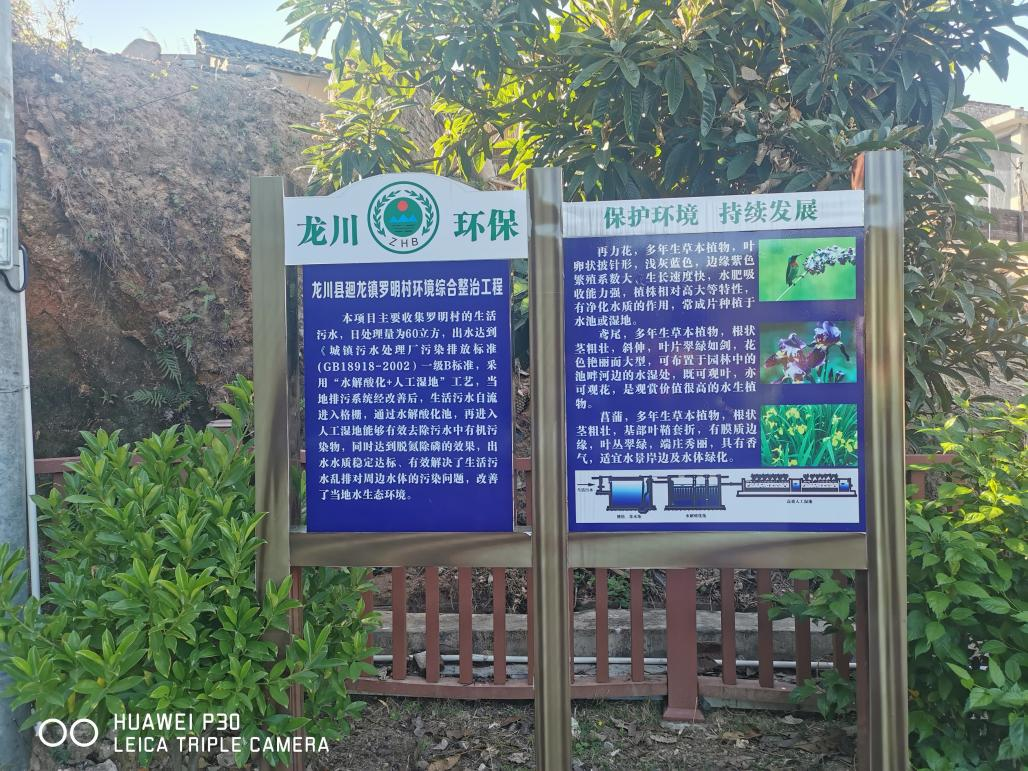 龙川 环保
ZHB
龙川县迴龙镇罗明村环境综合整治工程
本项目主要收集罗明村的生活
污水，日处理量为60立方，出水达到
《城镇污水处理厂污染排放标准
(GB18918-2002)一级B标准，采
用“水解酸化+人工湿地”工艺，当
地排污系统经改善后，生活污水自流
进入格栅，通过水解酸化池，再进入
人工湿地能够有效去除污水中有机污
染物，同时达到脱氮除磷的效果，出
水水质稳定达标、有效解决了生活污
水乱排对周边水体的污染问题，改善
了当地水生态环境。
保护环境 持续发展
再力花，多年生草本植物，叶
卵状披针形，浅灰蓝色，边缘紫色
繁殖系数大、生长速度快，水肥吸
收能力强，植株相对高大等特性，
有净化水质的作用，常成片种植于
水池或湿地。
鸢尾，多年生草本植物，根状
茎粗壮，斜伸，叶片翠绿如剑，花
色艳丽而大型，可布置于园林中的
池畔河边的水湿处，既可观叶，亦
可观花，是观赏价值很高的水生植
物。
菖蒲，多年生草本植物，根状
茎粗壮，基部叶鞘套折，有膜质边
缘，叶丛翠绿，端庄秀丽，具有香
气，适宜水景岸边及水体绿化。
HUAWEI P30
LEICA TRIPLE CAMERA